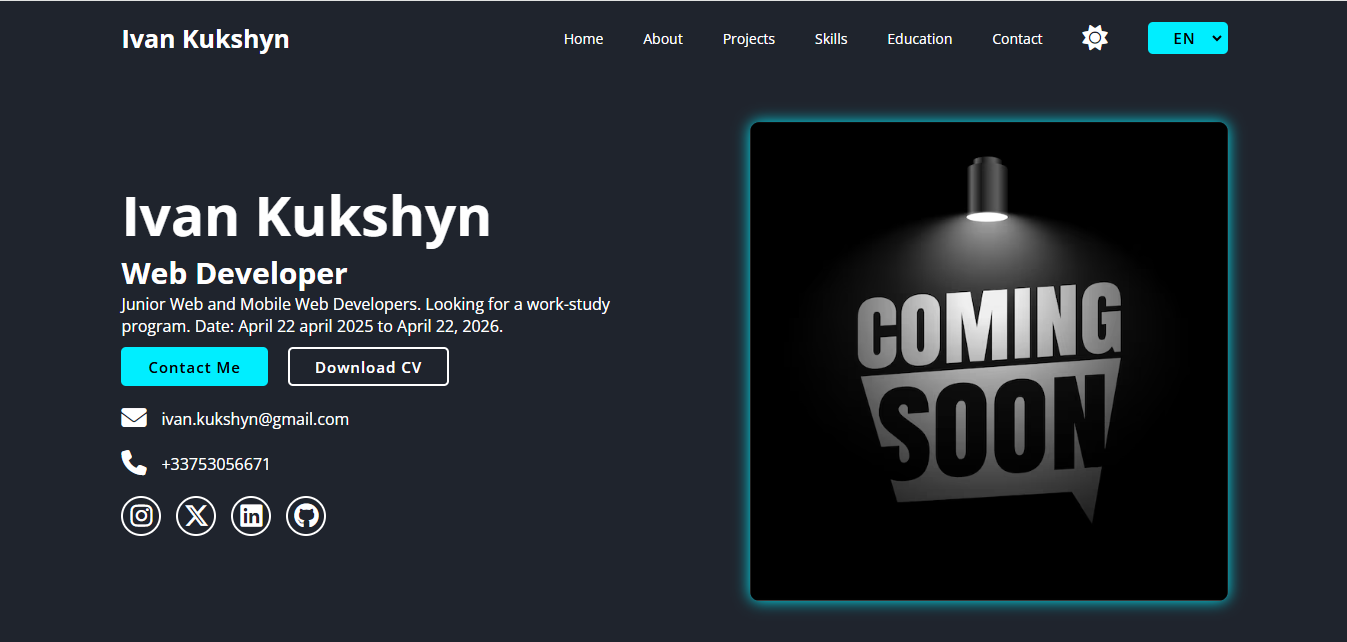 Ivan Kukshyn
Home
About
Projects
Skills
Education
Contact
EN
Ivan Kukshyn
Web Developer
Junior Web and Mobile Web Developers. Looking for a work-study
program. Date: April 22 april 2025 to April 22, 2026.
Contact Me
Download CV
ivan.kukshyn@gmail.com
+33753056671
COMING
SOON